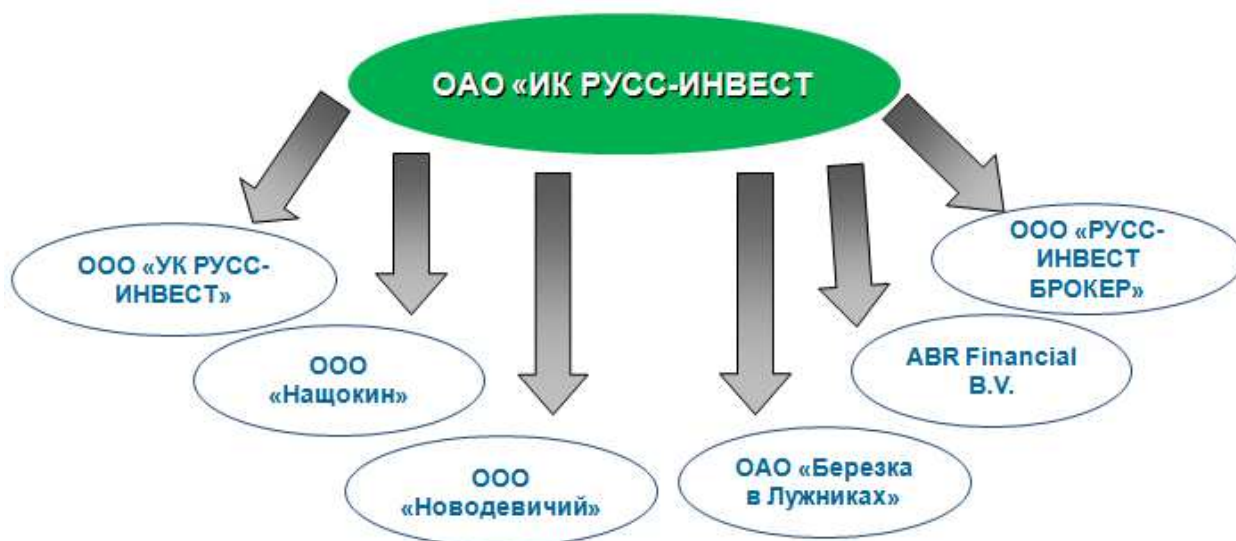 ОАО «ИК РУСС-ИНВЕСТ
ООО «УК РУСС-
ИНВЕСТ»
ООО
«Нащокин»
ООО
«Новодевичий»
ОАО «Березка
в Лужниках»
ABR Financial
B.V.
ООО «РУСС-
ИНВЕСТ
БРОКЕР»